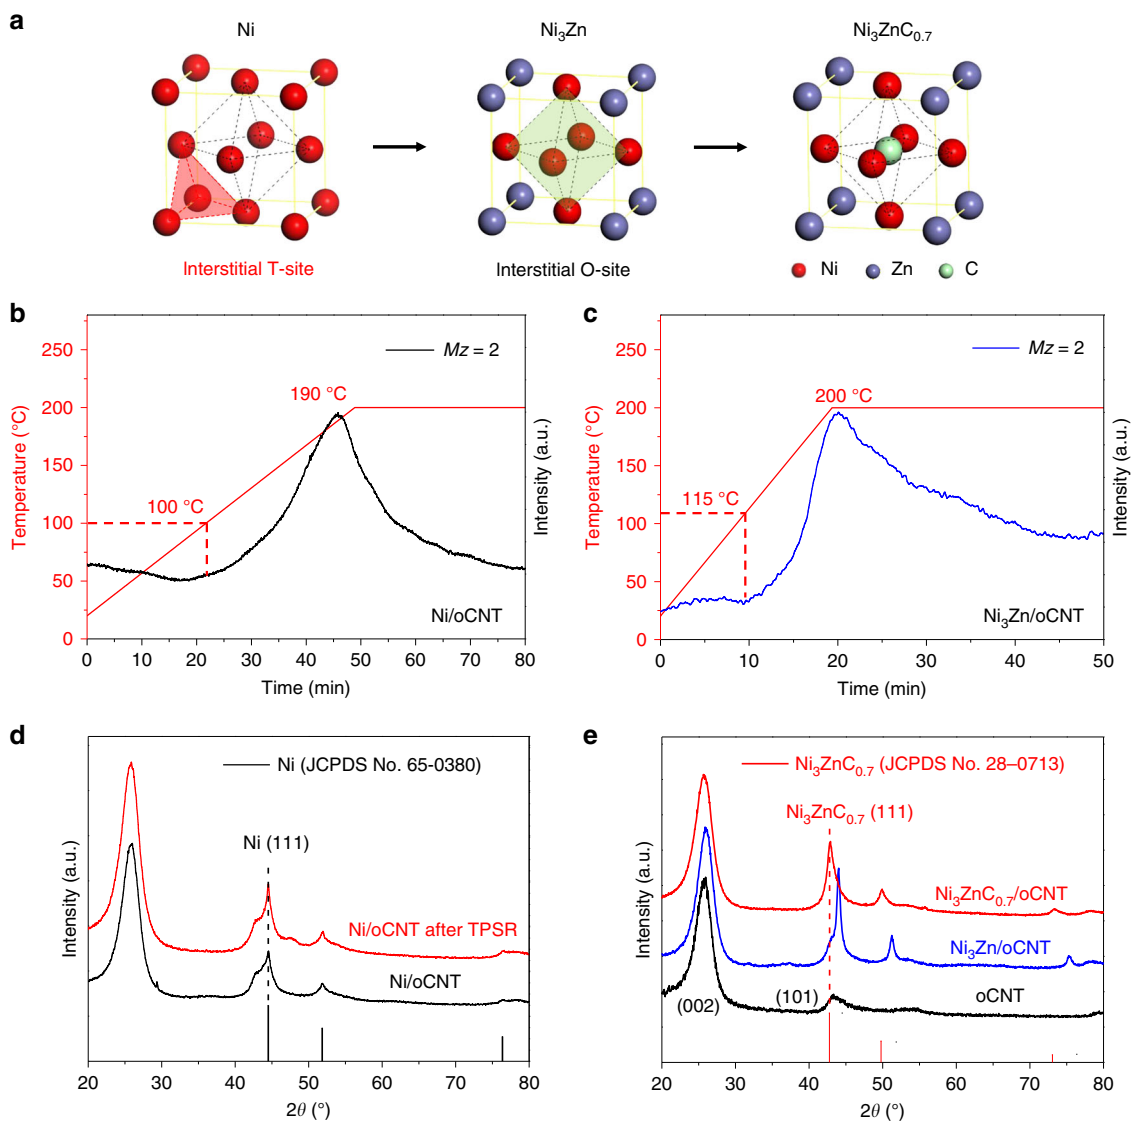 a
Ni
Ni₃Zn
Ni₃ZnC₀.₇
Interstitial T-site
Interstitial O-site
Ni
Zn
C
b
Mz = 2
190 °C
100 °C
Ni/oCNT
Temperature (°C)
Intensity (a.u.)
250
200
150
100
50
0
0 10 20 30 40 50 60 70 80
Time (min)
c
Mz = 2
200 °C
115 °C
Ni₃Zn/oCNT
Temperature (°C)
Intensity (a.u.)
250
200
150
100
50
0
0 10 20 30 40 50
Time (min)
d
Ni (JCPDS No. 65-0380)
Ni (111)
Ni/oCNT after TPSR
Ni/oCNT
Intensity (a.u.)
20 30 40 50 60 70 80
2θ (°)
e
Ni₃ZnC₀.₇ (JCPDS No. 28–0713)
Ni₃ZnC₀.₇ (111)
Ni₃ZnC₀.₇/oCNT
Ni₃Zn/oCNT
oCNT
(002)
(101)
Intensity (a.u.)
20 30 40 50 60 70 80
2θ (°)